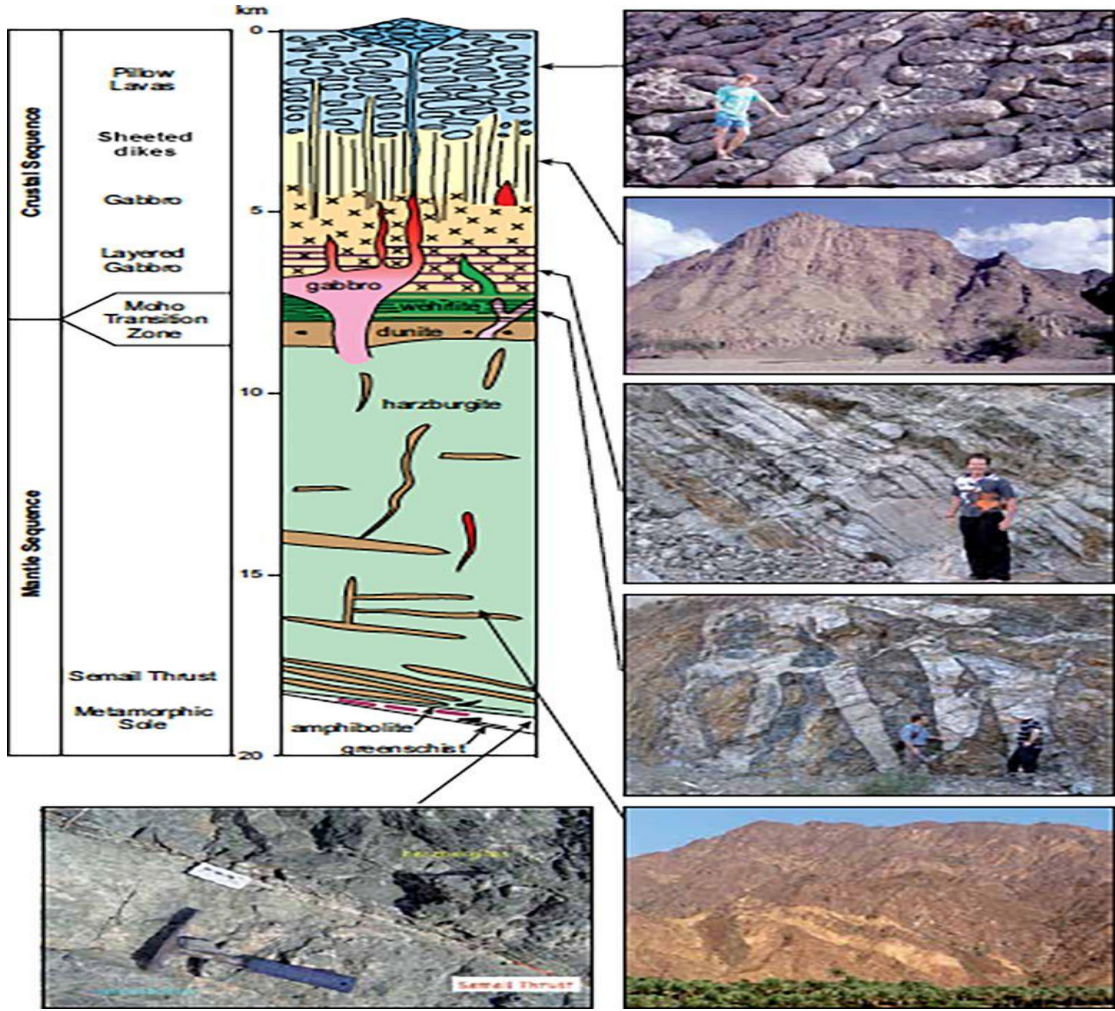 km
0
5
10
15
20
Crustal Sequence
Mantle Sequence
Pillow
Lavas
Sheeted
dikes
Gabbro
Layered
Gabbro
Moho
Transition
Zone
Semail Thrust
Metamorphic
Sole
gabbro
wehrlite
dunite
harzburgite
amphibolite
greenschist
Semail Thrust